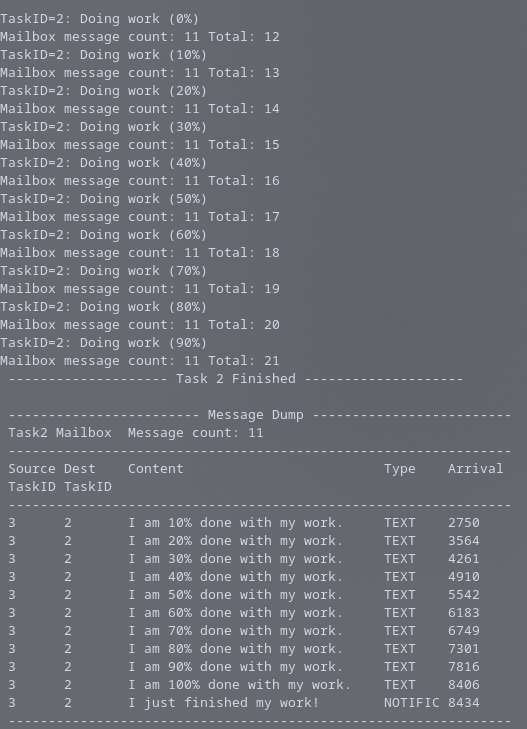 TaskID=2: Doing work (0%)
Mailbox message count: 11 Total: 12
TaskID=2: Doing work (10%)
Mailbox message count: 11 Total: 13
TaskID=2: Doing work (20%)
Mailbox message count: 11 Total: 14
TaskID=2: Doing work (30%)
Mailbox message count: 11 Total: 15
TaskID=2: Doing work (40%)
Mailbox message count: 11 Total: 16
TaskID=2: Doing work (50%)
Mailbox message count: 11 Total: 17
TaskID=2: Doing work (60%)
Mailbox message count: 11 Total: 18
TaskID=2: Doing work (70%)
Mailbox message count: 11 Total: 19
TaskID=2: Doing work (80%)
Mailbox message count: 11 Total: 20
TaskID=2: Doing work (90%)
Mailbox message count: 11 Total: 21
-------------------- Task 2 Finished --------------------
------------------------ Message Dump -------------------------
Task2 Mailbox  Message count: 11
---------------------------------------------------------------
Source Dest    Content                         Type    Arrival
TaskID TaskID
---------------------------------------------------------------
3      2       I am 10% done with my work.     TEXT    2750
3      2       I am 20% done with my work.     TEXT    3564
3      2       I am 30% done with my work.     TEXT    4261
3      2       I am 40% done with my work.     TEXT    4910
3      2       I am 50% done with my work.     TEXT    5542
3      2       I am 60% done with my work.     TEXT    6183
3      2       I am 70% done with my work.     TEXT    6749
3      2       I am 80% done with my work.     TEXT    7301
3      2       I am 90% done with my work.     TEXT    7816
3      2       I am 100% done with my work.    TEXT    8406
3      2       I just finished my work!        NOTIFIC 8434
---------------------------------------------------------------